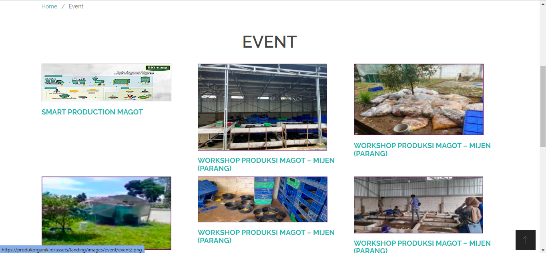 Home / Event
EVENT
SMART PRODUCTION MAGOT
WORKSHOP PRODUKSI MAGOT – MIJEN
(PARANG)
WORKSHOP PRODUKSI MAGOT – MIJEN
(PARANG)
WORKSHOP PRODUKSI MAGOT – MIJEN
(PARANG)
WORKSHOP PRODUKSI MAGOT – MIJEN
(PARANG)